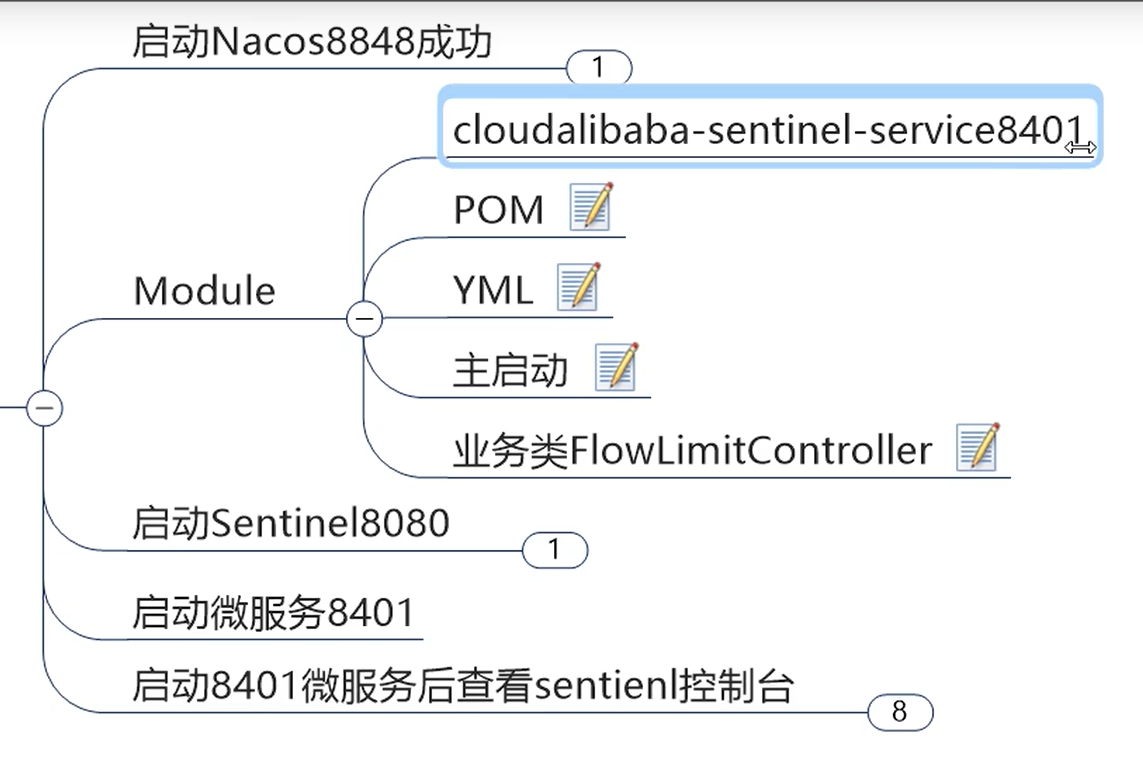 启动Nacos8848成功
1
cloudalibaba-sentinel-service8401
POM
YML
Module
主启动
业务类FlowLimitController
启动Sentinel8080
1
启动微服务8401
启动8401微服务后查看sentienl控制台
8